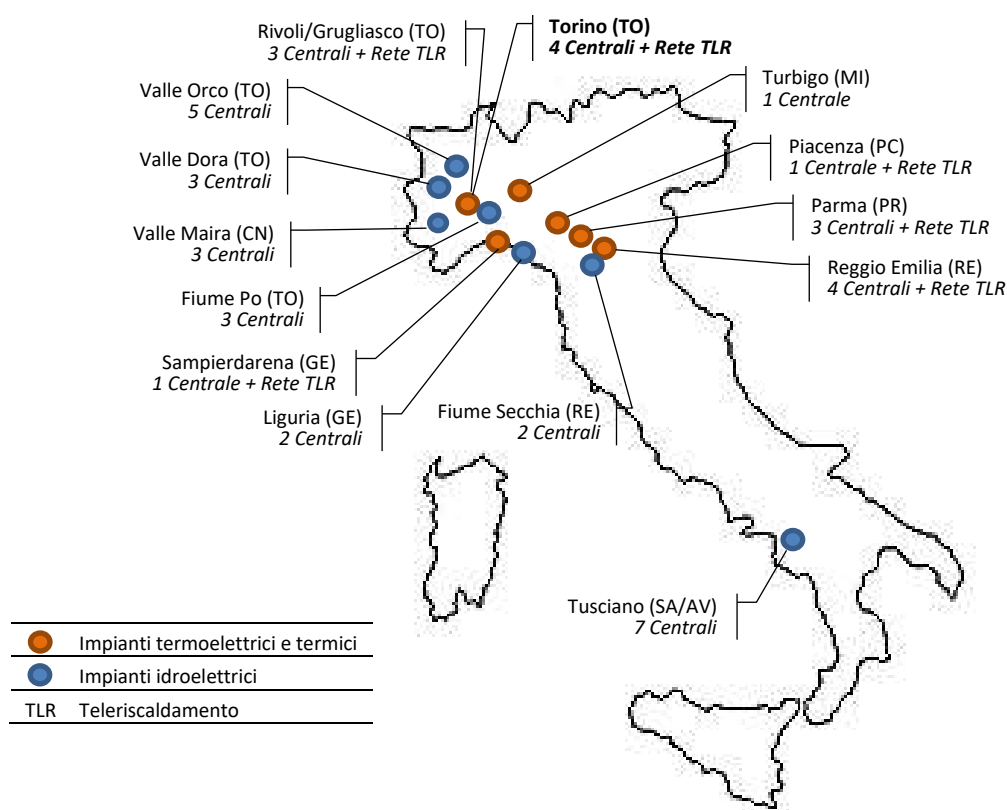 Rivoli/Grugliasco (TO)
3 Centrali + Rete TLR
Torino (TO)
4 Centrali + Rete TLR
Valle Orco (TO)
5 Centrali
Turbigo (MI)
1 Centrale
Valle Dora (TO)
3 Centrali
Piacenza (PC)
1 Centrale + Rete TLR
Valle Maira (CN)
3 Centrali
Parma (PR)
3 Centrali + Rete TLR
Fiume Po (TO)
3 Centrali
Reggio Emilia (RE)
4 Centrali + Rete TLR
Sampierdarena (GE)
1 Centrale + Rete TLR
Liguria (GE)
2 Centrali
Fiume Secchia (RE)
2 Centrali
Tusciano (SA/AV)
7 Centrali
Impianti termoelettrici e termici
Impianti idroelettrici
TLR Teleriscaldamento